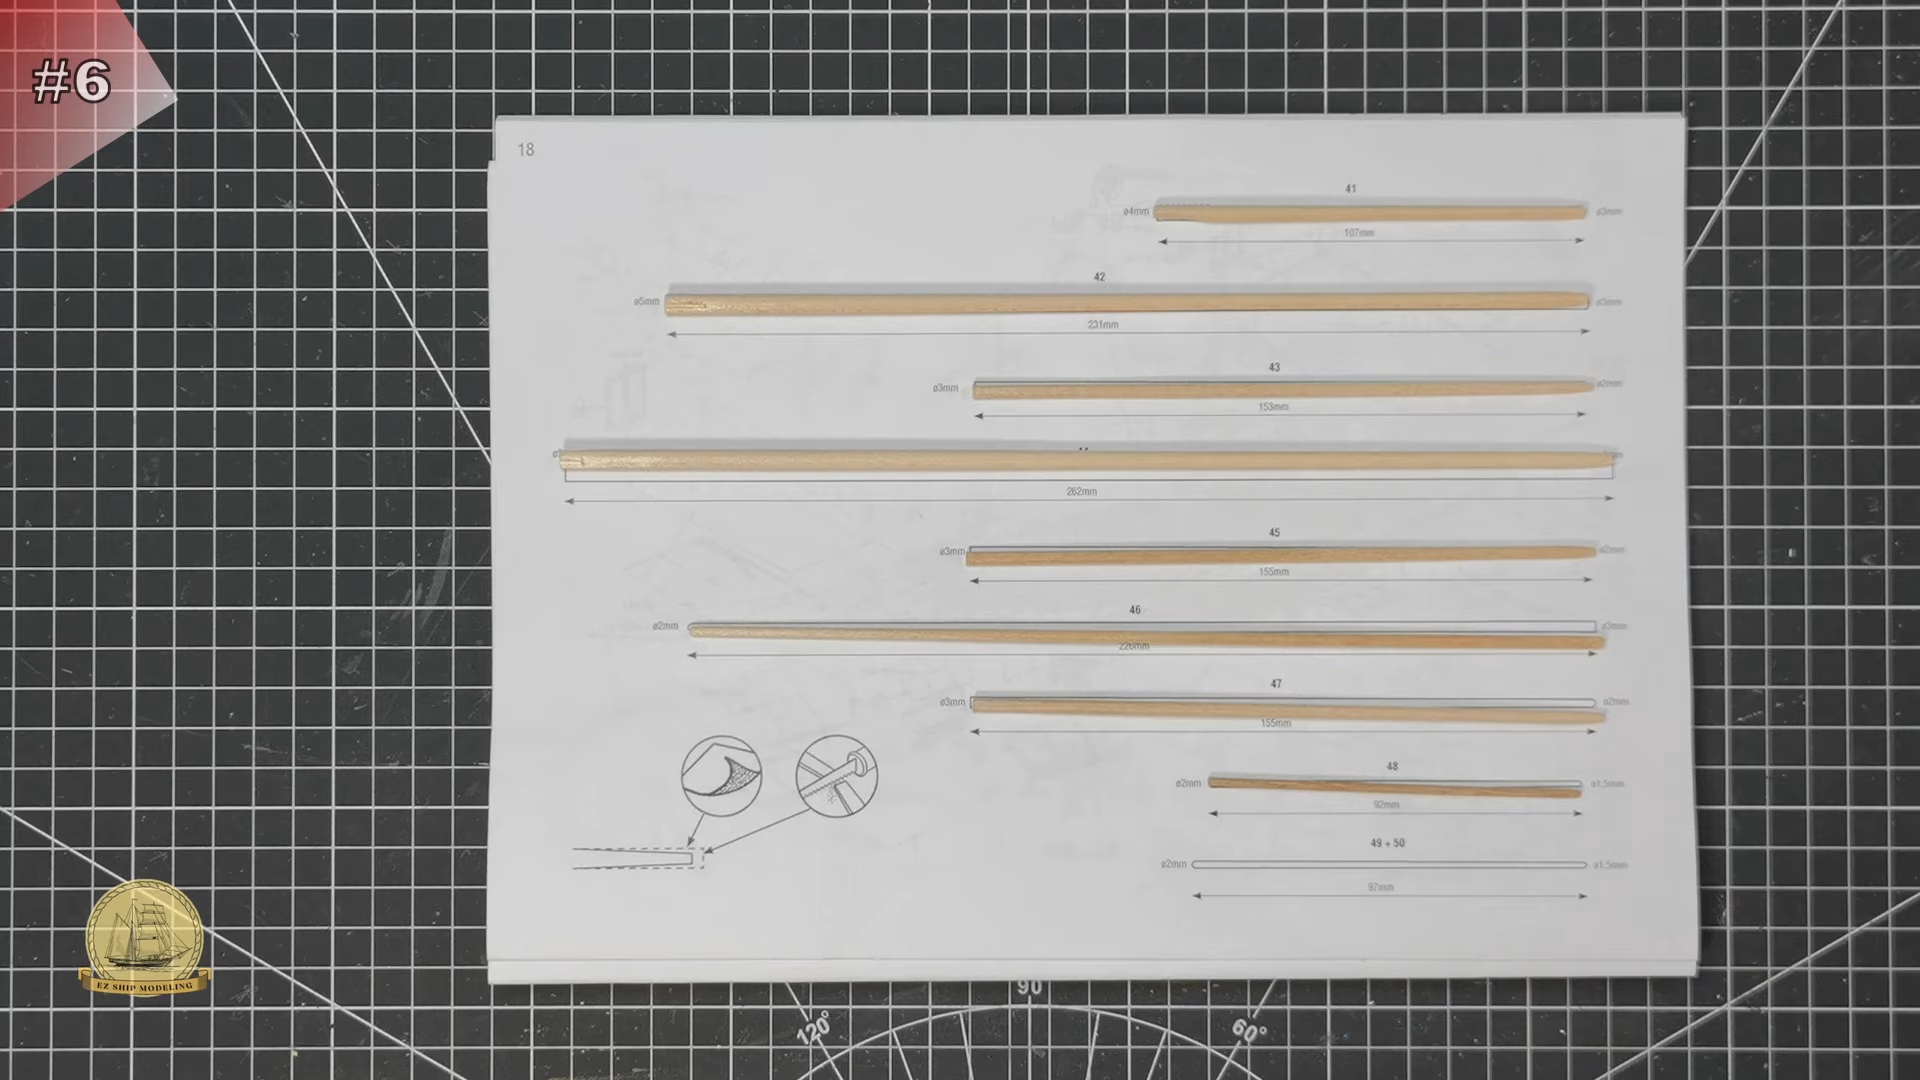 #6
18
41
ø4mm ø3mm
107mm
42
ø5mm ø3mm
231mm
43
ø3mm ø2mm
153mm
262mm
45
ø3mm ø2mm
155mm
46
ø2mm ø3mm
226mm
47
ø3mm ø2mm
155mm
48
ø2mm ø1.5mm
92mm
49 + 50
ø2mm ø1.5mm
97mm
EZ SHIP MODELING
90
120°
60°